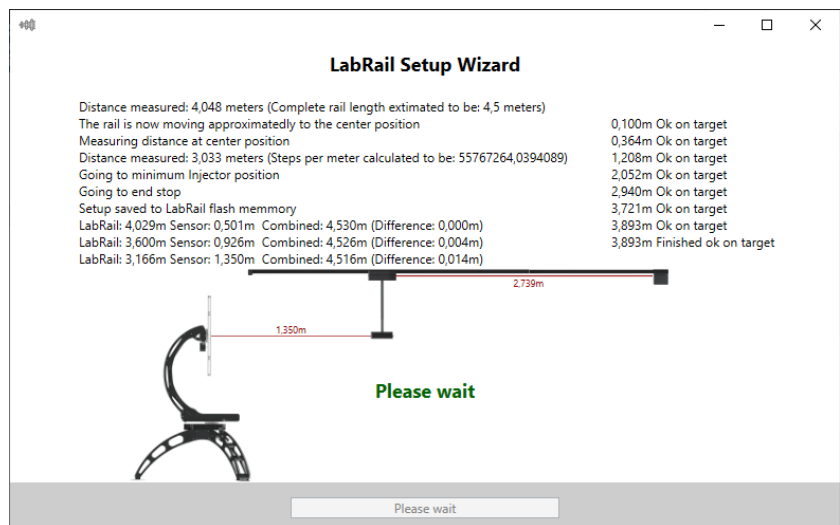 LabRail Setup Wizard
Distance measured: 4,048 meters (Complete rail length extimated to be: 4,5 meters)
The rail is now moving approximatedly to the center position
0,100m Ok on target
Measuring distance at center position
0,364m Ok on target
Distance measured: 3,033 meters (Steps per meter calculated to be: 55767264,0394089)
1,208m Ok on target
Going to minimum Injector position
2,052m Ok on target
Going to end stop
2,940m Ok on target
Setup saved to LabRail flash memmory
3,721m Ok on target
LabRail: 4,029m Sensor: 0,501m  Combined: 4,530m (Difference: 0,000m)
3,893m Ok on target
LabRail: 3,600m Sensor: 0,926m  Combined: 4,526m (Difference: 0,004m)
3,893m Finished ok on target
LabRail: 3,166m Sensor: 1,350m  Combined: 4,516m (Difference: 0,014m)
2,739m
1,350m
Please wait
Please wait